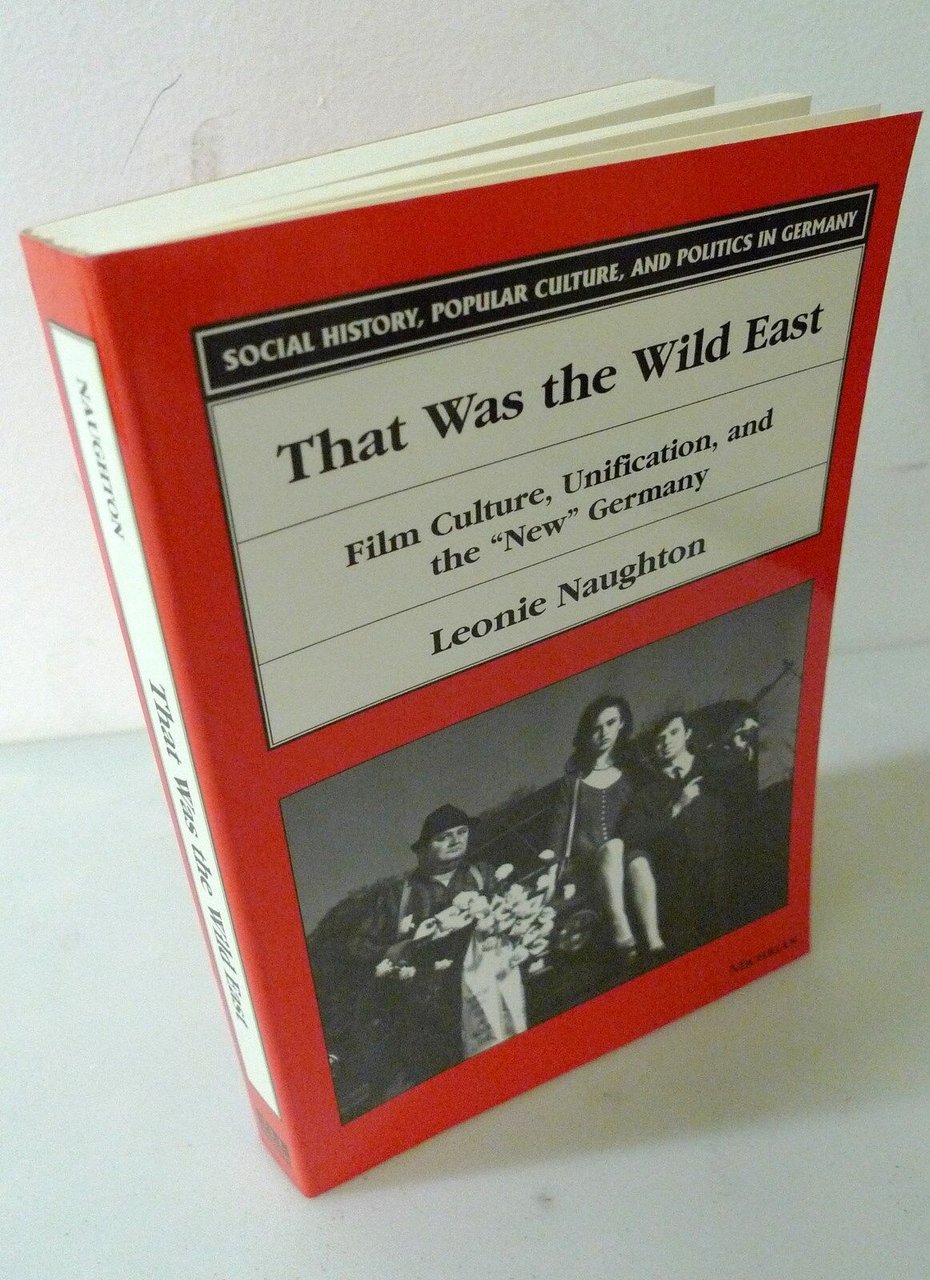 SOCIAL HISTORY, POPULAR CULTURE, AND POLITICS IN GERMANY
That Was the Wild East
Film Culture, Unification, and
the “New” Germany
Leonie Naughton
MICHIGAN
NAUGHTON
That Was the Wild East